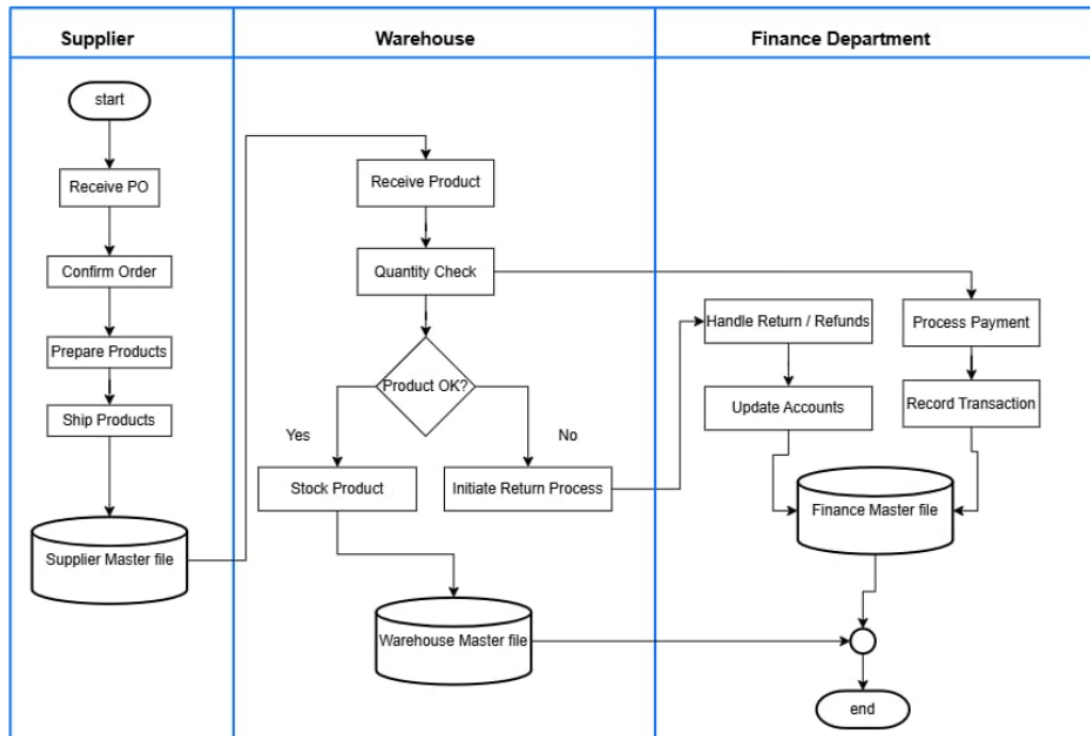 Supplier
Warehouse
Finance Department
start
Receive PO
Confirm Order
Prepare Products
Ship Products
Supplier Master file
Receive Product
Quantity Check
Product OK?
Yes
No
Stock Product
Initiate Return Process
Warehouse Master file
Handle Return / Refunds
Process Payment
Update Accounts
Record Transaction
Finance Master file
end